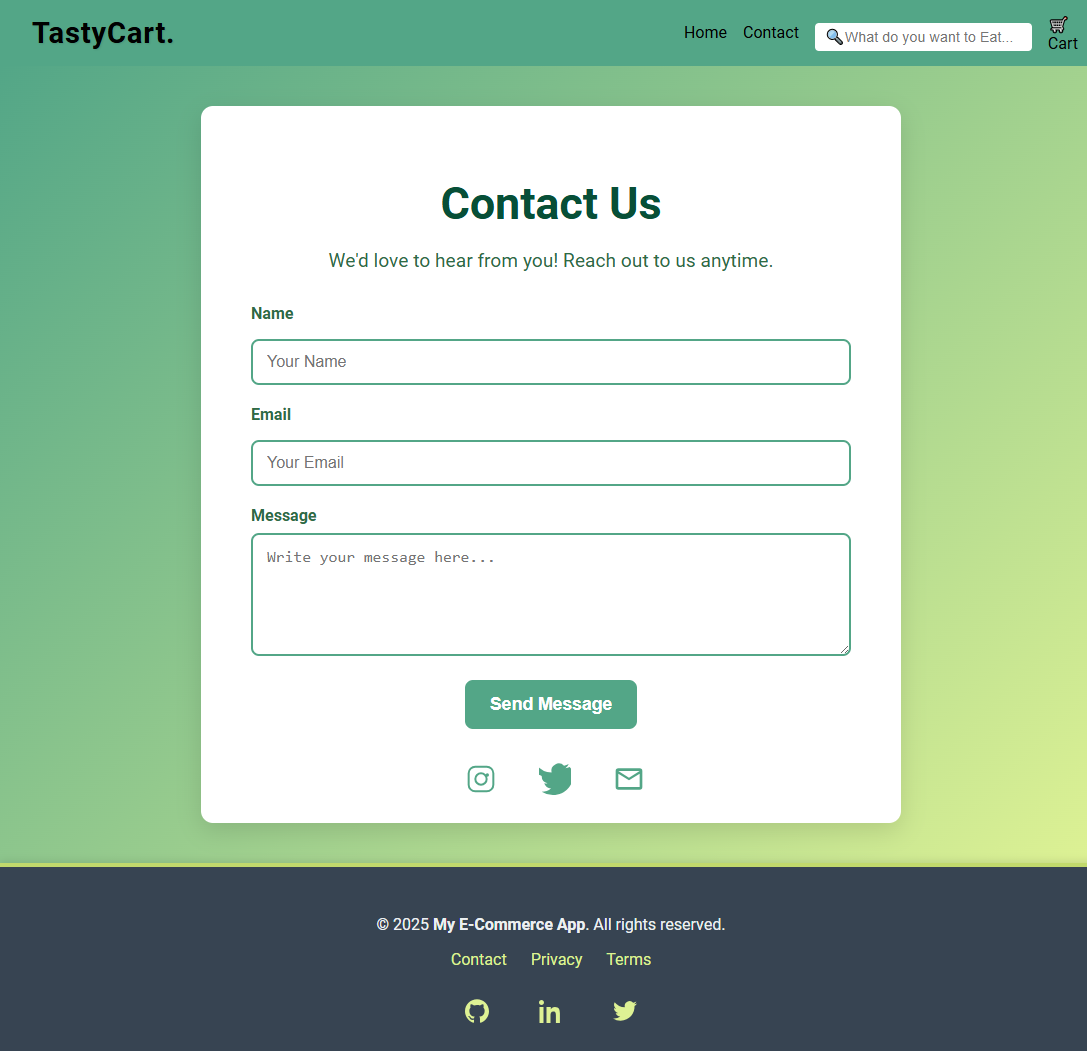 TastyCart.
Home Contact 🔍What do you want to Eat... 🛒
Cart
Contact Us
We'd love to hear from you! Reach out to us anytime.
Name
Your Name
Email
Your Email
Message
Write your message here...
Send Message
© 2025 My E-Commerce App. All rights reserved.
Contact Privacy Terms